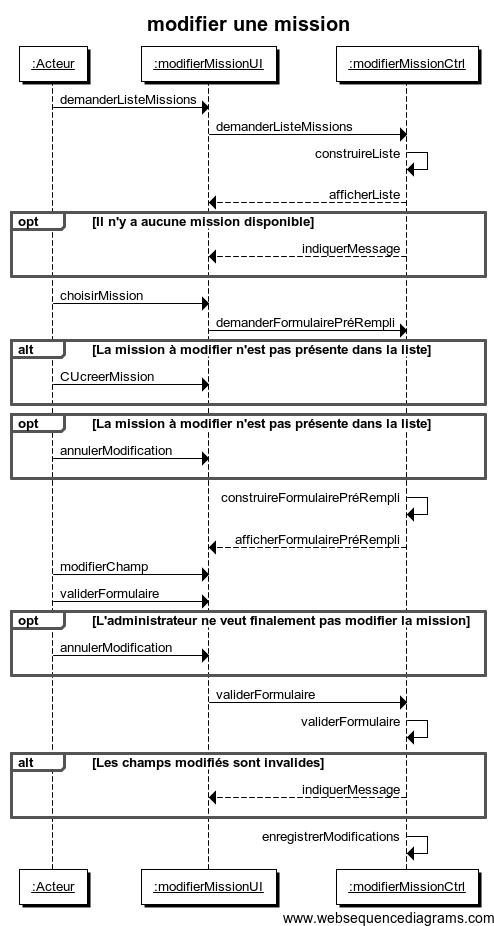 modifier une mission
:Acteur
:modifierMissionUI
:modifierMissionCtrl
demanderListeMissions
demanderListeMissions
construireListe
afficherListe
opt [Il n'y a aucune mission disponible]
indiquerMessage
choisirMission
demanderFormulairePréRempli
alt [La mission à modifier n'est pas présente dans la liste]
CUcreerMission
opt [La mission à modifier n'est pas présente dans la liste]
annulerModification
construireFormulairePréRempli
afficherFormulairePréRempli
modifierChamp
validerFormulaire
opt [L'administrateur ne veut finalement pas modifier la mission]
annulerModification
validerFormulaire
validerFormulaire
alt [Les champs modifiés sont invalides]
indiquerMessage
enregistrerModifications
:Acteur
:modifierMissionUI
:modifierMissionCtrl
www.websequencediagrams.com